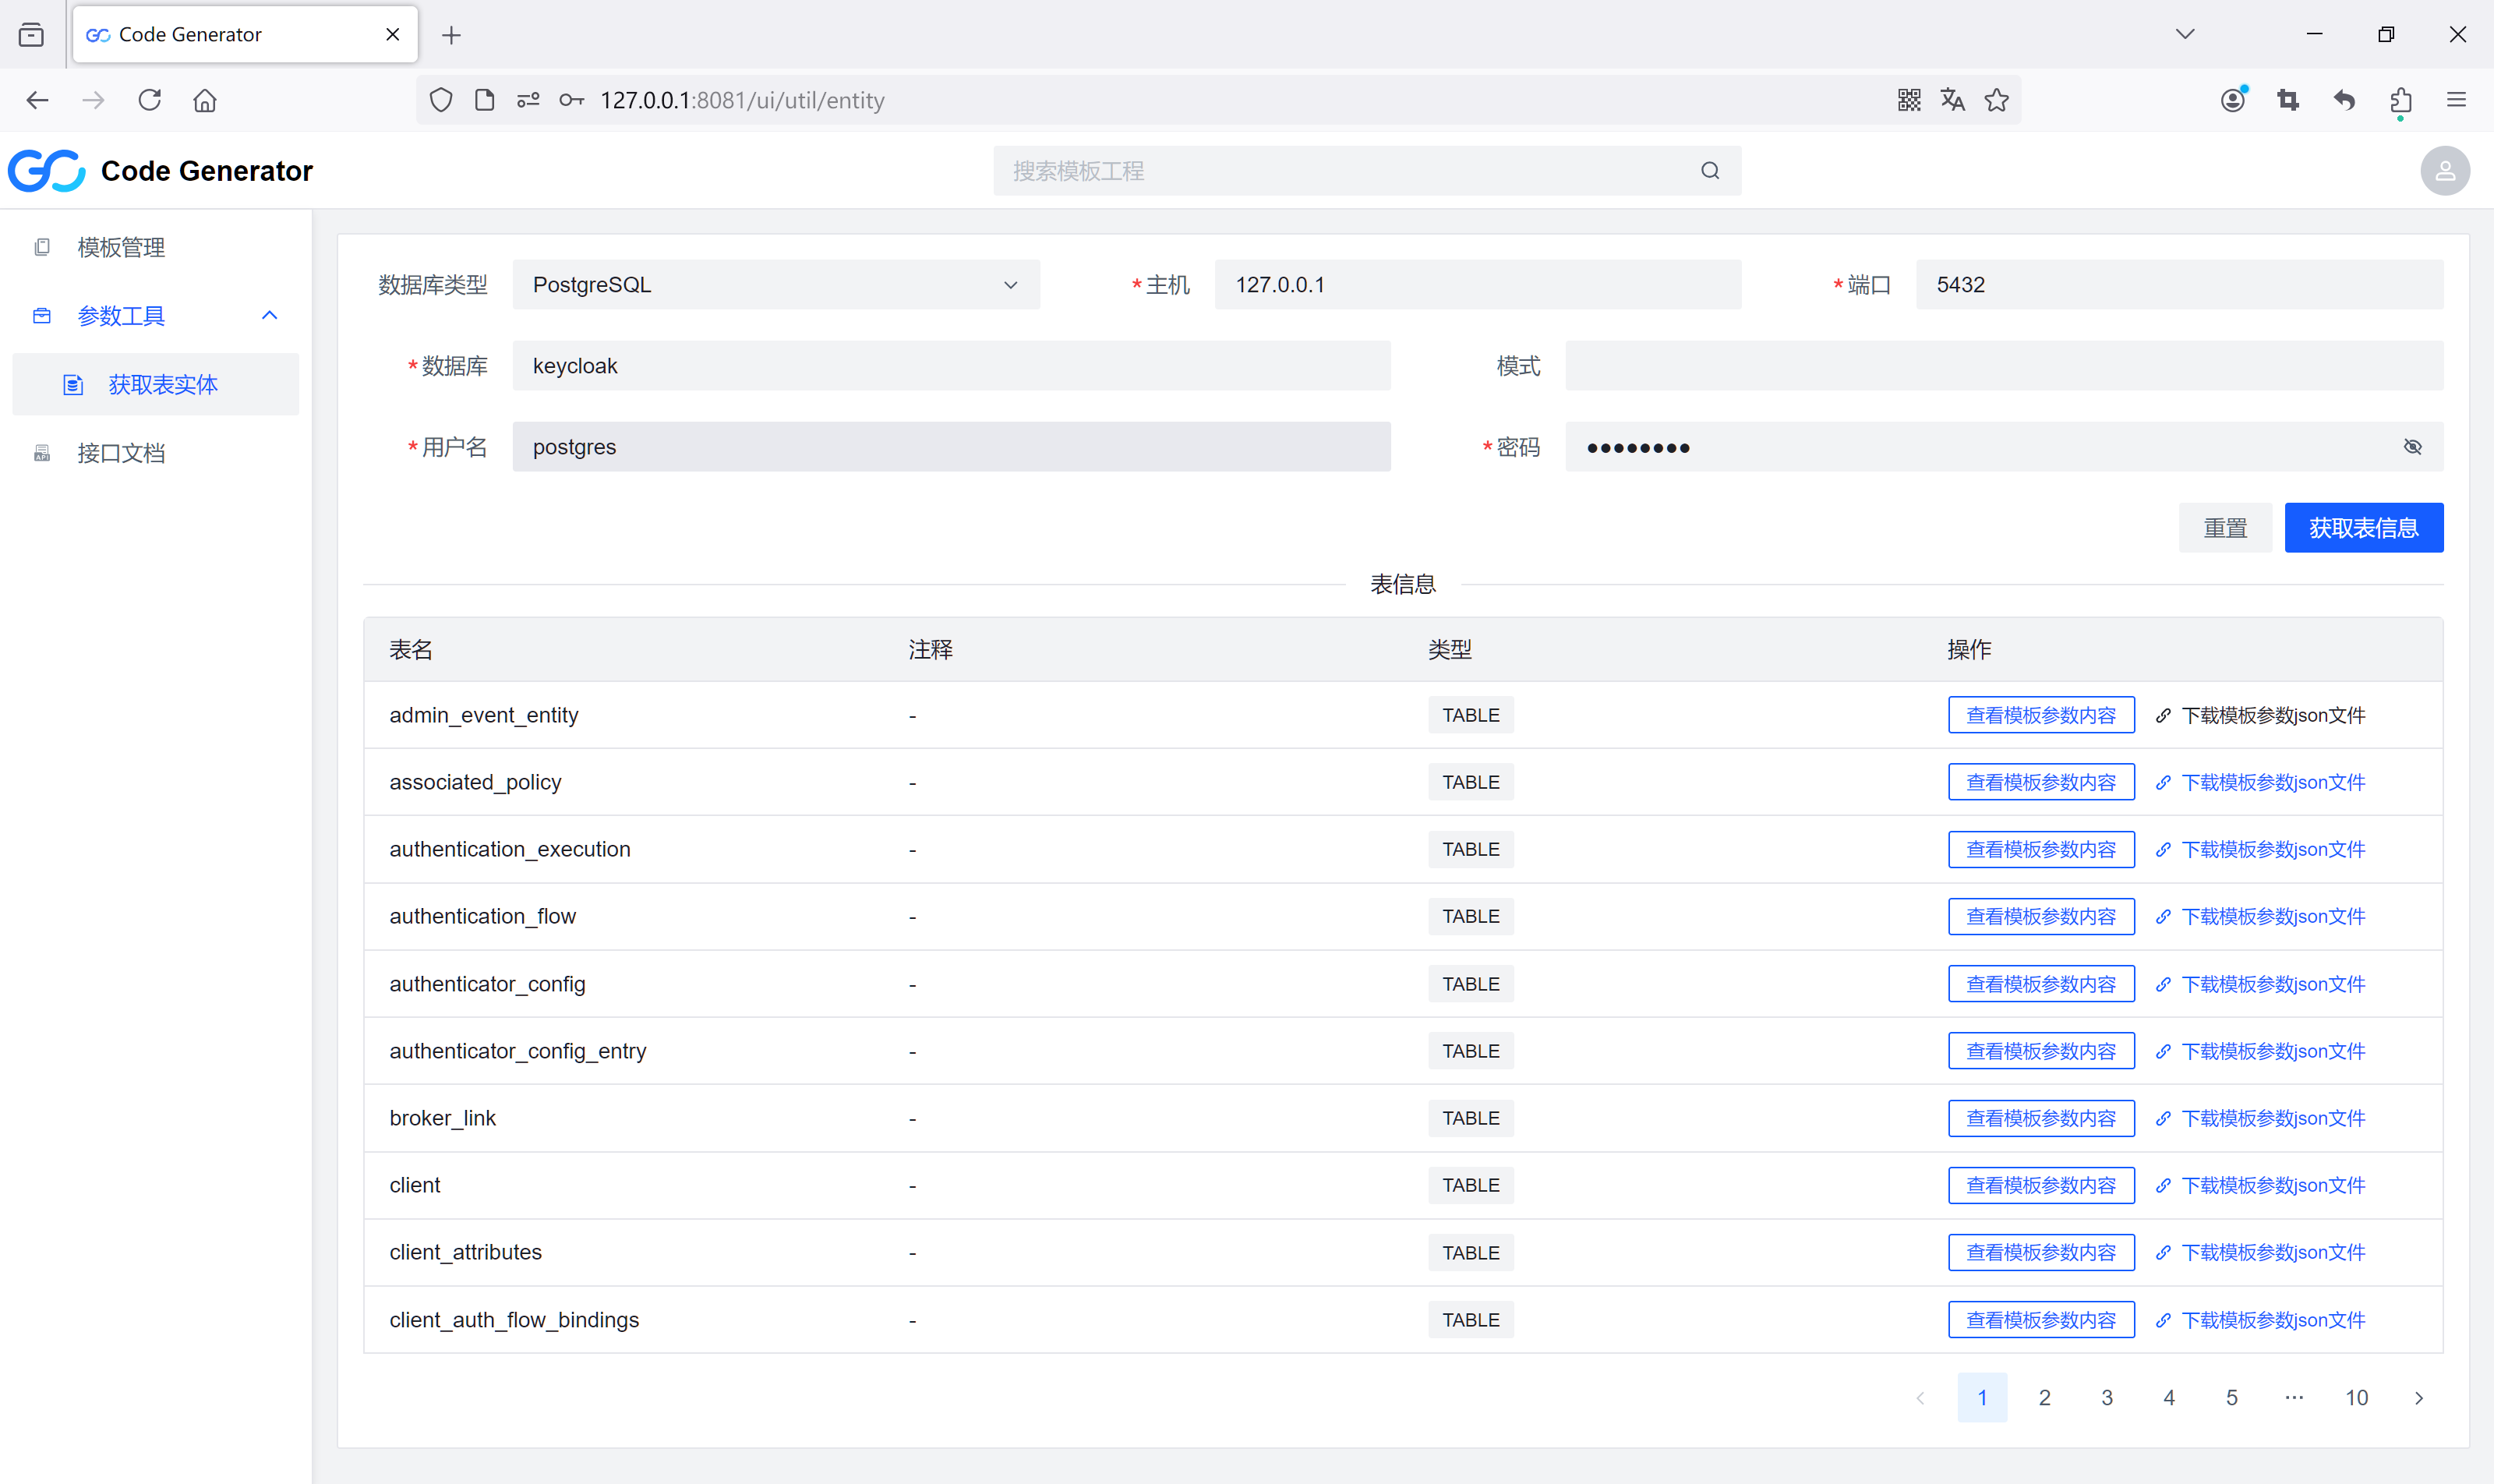 Code Generator
127.0.0.1:8081/ui/util/entity
Code Generator
搜索模板工程
模板管理
参数工具
获取表实体
接口文档
数据库类型 PostgreSQL *主机 127.0.0.1 *端口 5432
*数据库 keycloak 模式
*用户名 postgres *密码 ●●●●●●●●
重置 获取表信息
表信息
表名 注释 类型 操作
admin_event_entity - TABLE 查看模板参数内容 下载模板参数json文件
associated_policy - TABLE 查看模板参数内容 下载模板参数json文件
authentication_execution - TABLE 查看模板参数内容 下载模板参数json文件
authentication_flow - TABLE 查看模板参数内容 下载模板参数json文件
authenticator_config - TABLE 查看模板参数内容 下载模板参数json文件
authenticator_config_entry - TABLE 查看模板参数内容 下载模板参数json文件
broker_link - TABLE 查看模板参数内容 下载模板参数json文件
client - TABLE 查看模板参数内容 下载模板参数json文件
client_attributes - TABLE 查看模板参数内容 下载模板参数json文件
client_auth_flow_bindings - TABLE 查看模板参数内容 下载模板参数json文件
1 2 3 4 5 ··· 10